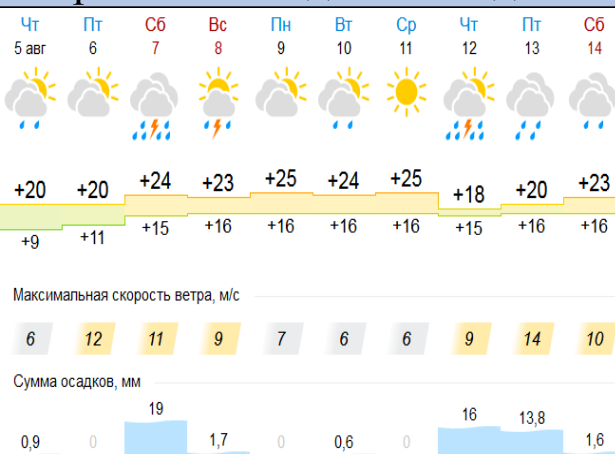 Чт Пт Сб Вс Пн Вт Ср Чт Пт Сб
5 авг 6 7 8 9 10 11 12 13 14
+20 +20 +24 +23 +25 +24 +25 +18 +20 +23
+9 +11 +15 +16 +16 +16 +16 +15 +16 +16
Максимальная скорость ветра, м/с
6 12 11 9 7 6 6 9 14 10
Сумма осадков, мм
0,9 0 19 1,7 0 0,6 0 16 13,8 1,6